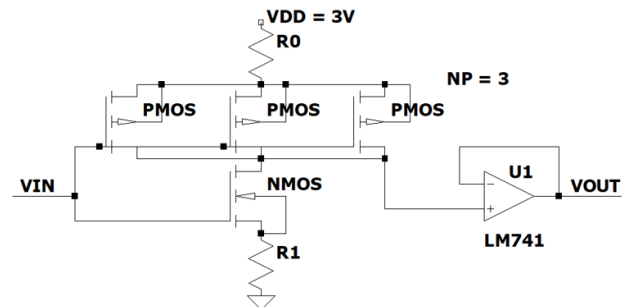 VDD = 3V
R0
NP = 3
PMOS PMOS PMOS
VIN NMOS U1 VOUT
-
+
R1 LM741